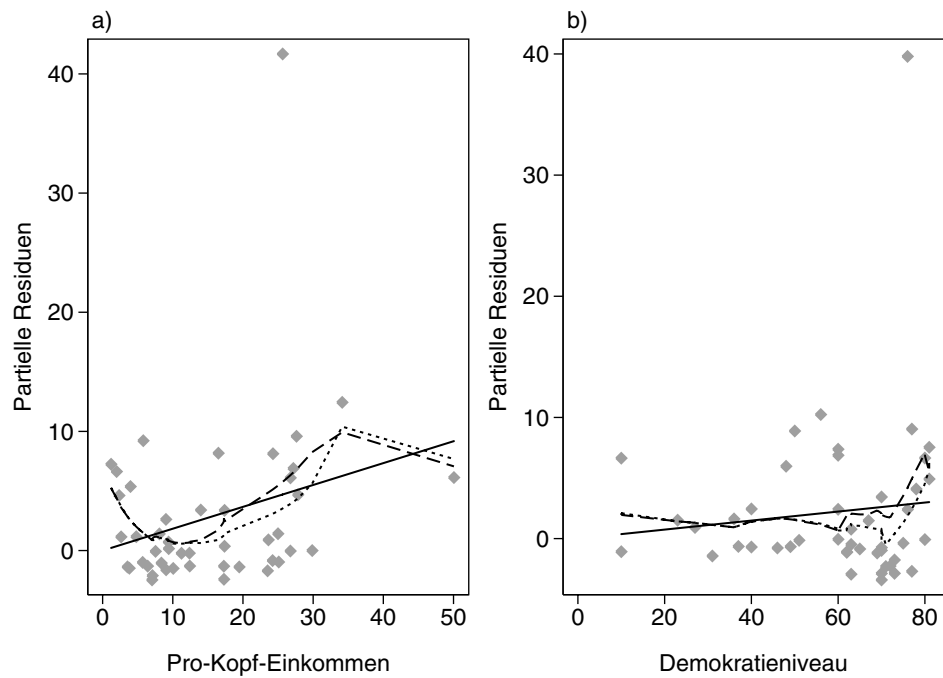 a)
40
30
20
10
0
Partielle Residuen
0 10 20 30 40 50
Pro-Kopf-Einkommen
b)
40
30
20
10
0
Partielle Residuen
0 20 40 60 80
Demokratieniveau